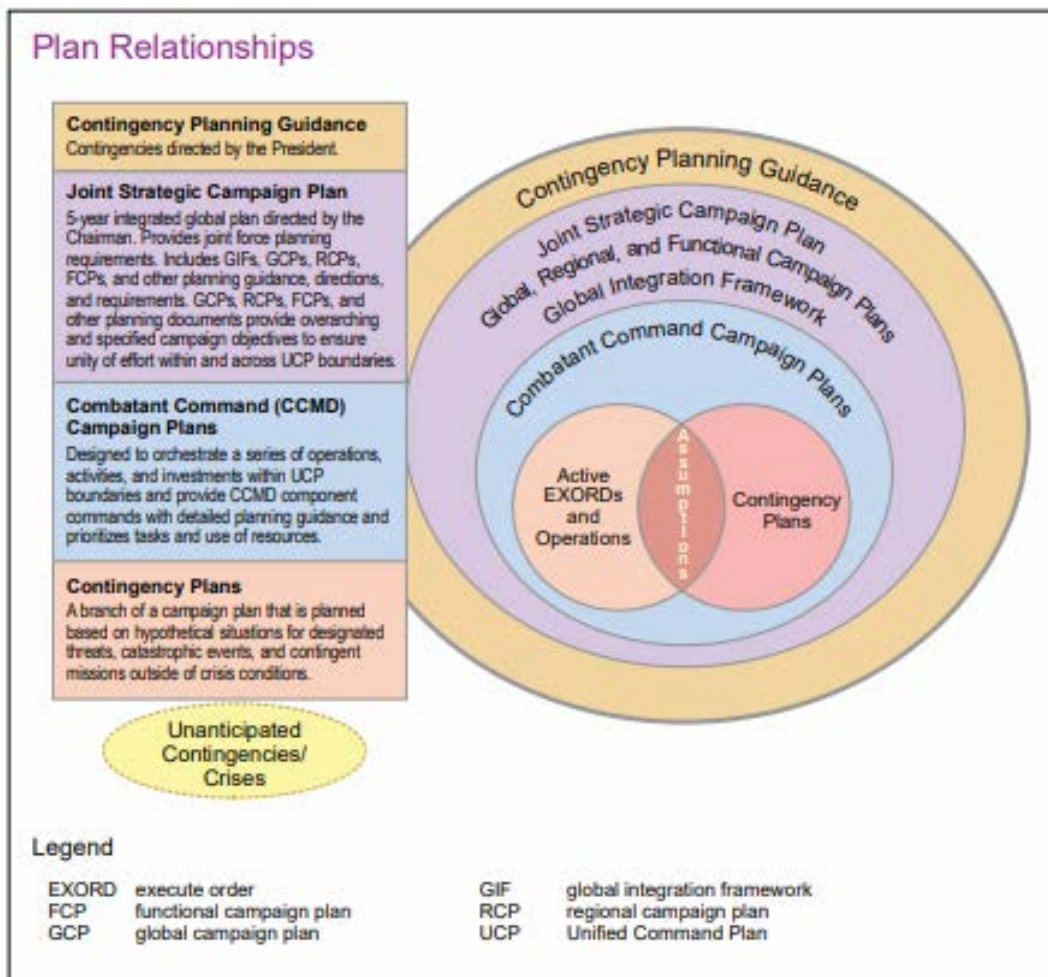 Plan Relationships
Contingency Planning Guidance
Contingencies directed by the President.
Joint Strategic Campaign Plan
5-year integrated global plan directed by the
Chairman. Provides joint force planning
requirements. Includes GIFs, GCPs, RCPs,
FCPs, and other planning guidance, directions,
and requirements. GCPs, RCPs, FCPs, and
other planning documents provide overarching
and specified campaign objectives to ensure
unity of effort within and across UCP boundaries.
Combatant Command (CCMD)
Campaign Plans
Designed to orchestrate a series of operations,
activities, and investments within UCP
boundaries and provide CCMD component
commands with detailed planning guidance and
prioritizes tasks and use of resources.
Contingency Plans
A branch of a campaign plan that is planned
based on hypothetical situations for designated
threats, catastrophic events, and contingent
missions outside of crisis conditions.
Unanticipated
Contingencies/
Crises
Contingency Planning Guidance
Joint Strategic Campaign Plan
Global, Regional, and Functional Campaign Plans
Global Integration Framework
Combatant Command Campaign Plans
Active
EXORDs
and
Operations
Assumptions
Contingency
Plans
Legend
EXORD execute order
FCP functional campaign plan
GCP global campaign plan
GIF global integration framework
RCP regional campaign plan
UCP Unified Command Plan